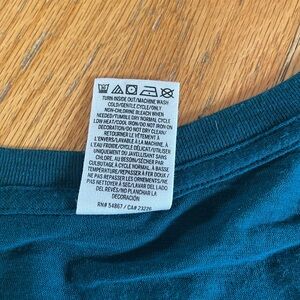 TURN INSIDE OUT/MACHINE WASH
COLD/GENTLE CYCLE/ONLY
NON-CHLORINE BLEACH WHEN
NEEDED/TUMBLE DRY NORMAL CYCLE
LOW HEAT/COOL IRON/DO NOT IRON ON
DECORATION/DO NOT DRY CLEAN/
RETOURNER LE VÊTEMENT À
L'ENVERS/LAVABLE À LA MACHINE À
L'EAU FROIDE/CYCLE DÉLICAT/UTILISER
UNIQUEMENT DU JAVELLISANT SANS
CHLORE, AU BESOIN/SÉCHER PAR
CULBUTAGE À CYCLE NORMAL À
BASSE TEMP/REPASSER À FER DOUX
/NE PAS REPASSER LES ORNEMENTS/NE
PAS NETTOYER À SEC/LAVAR DEL LADO
DEL REVÉS/NO PLANCHAR LA
DECORACIÓN
RN# 54867 / CA# 23226